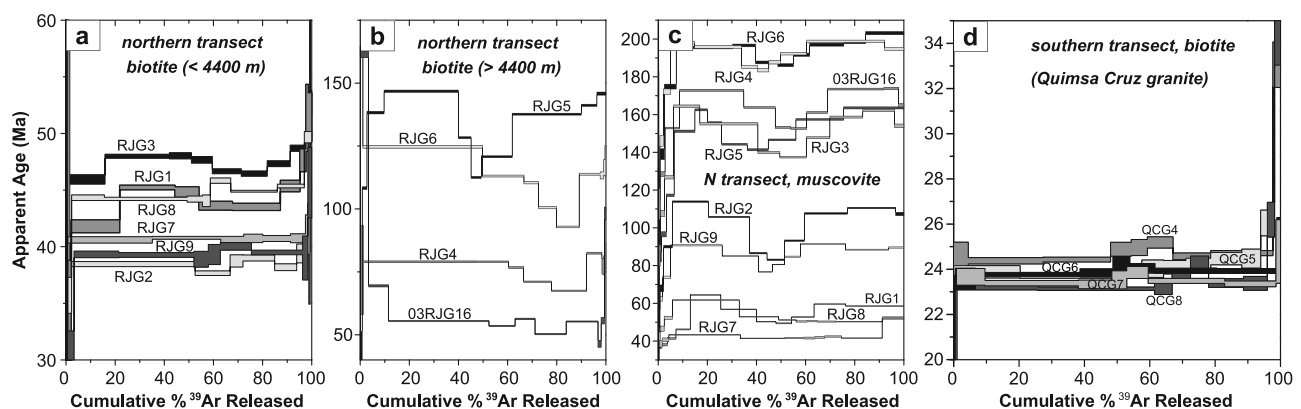 a
northern transect
biotite (< 4400 m)
RJG3
RJG1
RJG8
RJG7
RJG9
RJG2
60
50
40
30
Apparent Age (Ma)
0 20 40 60 80 100
Cumulative % ³⁹Ar Released
b
northern transect
biotite (> 4400 m)
RJG5
RJG6
RJG4
03RJG16
150
125
100
75
50
0 20 40 60 80 100
Cumulative % ³⁹Ar Released
c
RJG6
RJG4
03RJG16
RJG5
RJG3
N transect, muscovite
RJG2
RJG9
RJG1
RJG8
RJG7
200
180
160
140
120
100
80
60
40
0 20 40 60 80 100
Cumulative % ³⁹Ar Released
d
southern transect, biotite
(Quimsa Cruz granite)
QCG4
QCG5
QCG6
QCG7
QCG8
34
32
30
28
26
24
22
20
0 20 40 60 80 100
Cumulative % ³⁹Ar Released